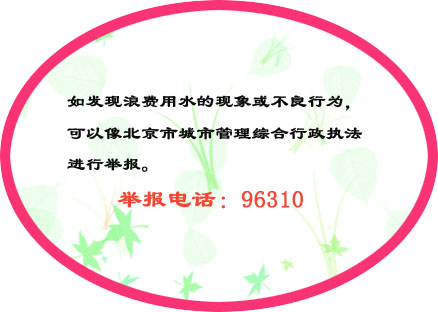 如发现浪费用水的现象或不良行为，
可以像北京市城市管理综合行政执法
进行举报。
举报电话：96310